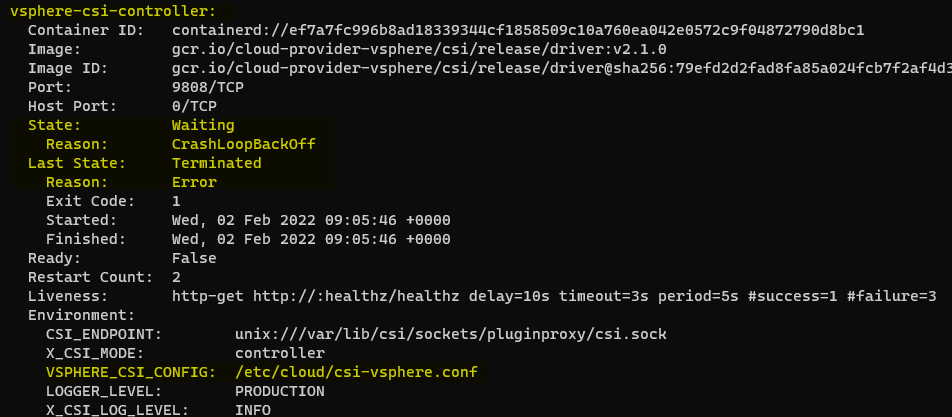 vsphere-csi-controller:
Container ID: containerd://ef7a7fc996b8ad18339344cf1858509c10a760ea042e0572c9f04872790d8bc1
Image: gcr.io/cloud-provider-vsphere/csi/release/driver:v2.1.0
Image ID: gcr.io/cloud-provider-vsphere/csi/release/driver@sha256:79efd2d2fad8fa85a024fcb7f2af4d3
Port: 9808/TCP
Host Port: 0/TCP
State: Waiting
Reason: CrashLoopBackOff
Last State: Terminated
Reason: Error
Exit Code: 1
Started: Wed, 02 Feb 2022 09:05:46 +0000
Finished: Wed, 02 Feb 2022 09:05:46 +0000
Ready: False
Restart Count: 2
Liveness: http-get http://:healthz/healthz delay=10s timeout=3s period=5s #success=1 #failure=3
Environment:
CSI_ENDPOINT: unix:///var/lib/csi/sockets/pluginproxy/csi.sock
X_CSI_MODE: controller
VSPHERE_CSI_CONFIG: /etc/cloud/csi-vsphere.conf
LOGGER_LEVEL: PRODUCTION
X_CSI_LOG_LEVEL: INFO